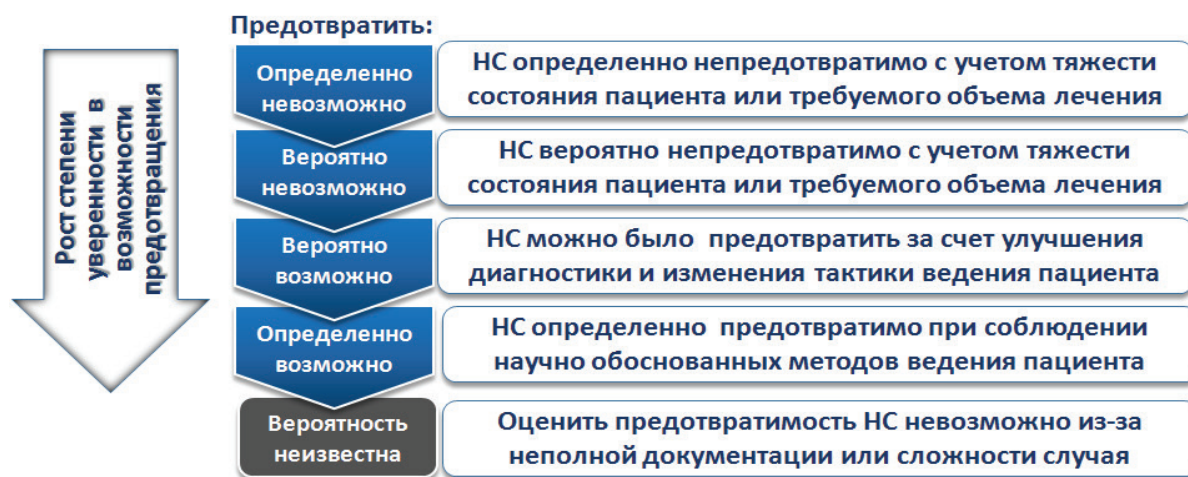 Предотвратить:
Рост степени
уверенности в
возможности
предотвращения
Определенно
невозможно
НС определенно непредотвратимо с учетом тяжести
состояния пациента или требуемого объема лечения
Вероятно
невозможно
НС вероятно непредотвратимо с учетом тяжести
состояния пациента или требуемого объема лечения
Вероятно
возможно
НС можно было предотвратить за счет улучшения
диагностики и изменения тактики ведения пациента
Определенно
возможно
НС определенно предотвратимо при соблюдении
научно обоснованных методов ведения пациента
Вероятность
неизвестна
Оценить предотвратимость НС невозможно из-за
неполной документации или сложности случая